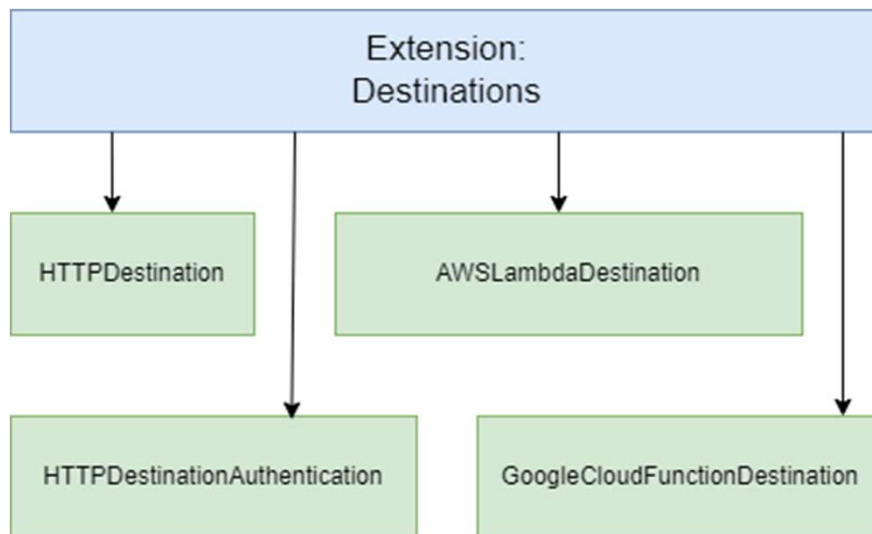 Extension:
Destinations
HTTPDestination
AWSLambdaDestination
HTTPDestinationAuthentication
GoogleCloudFunctionDestination